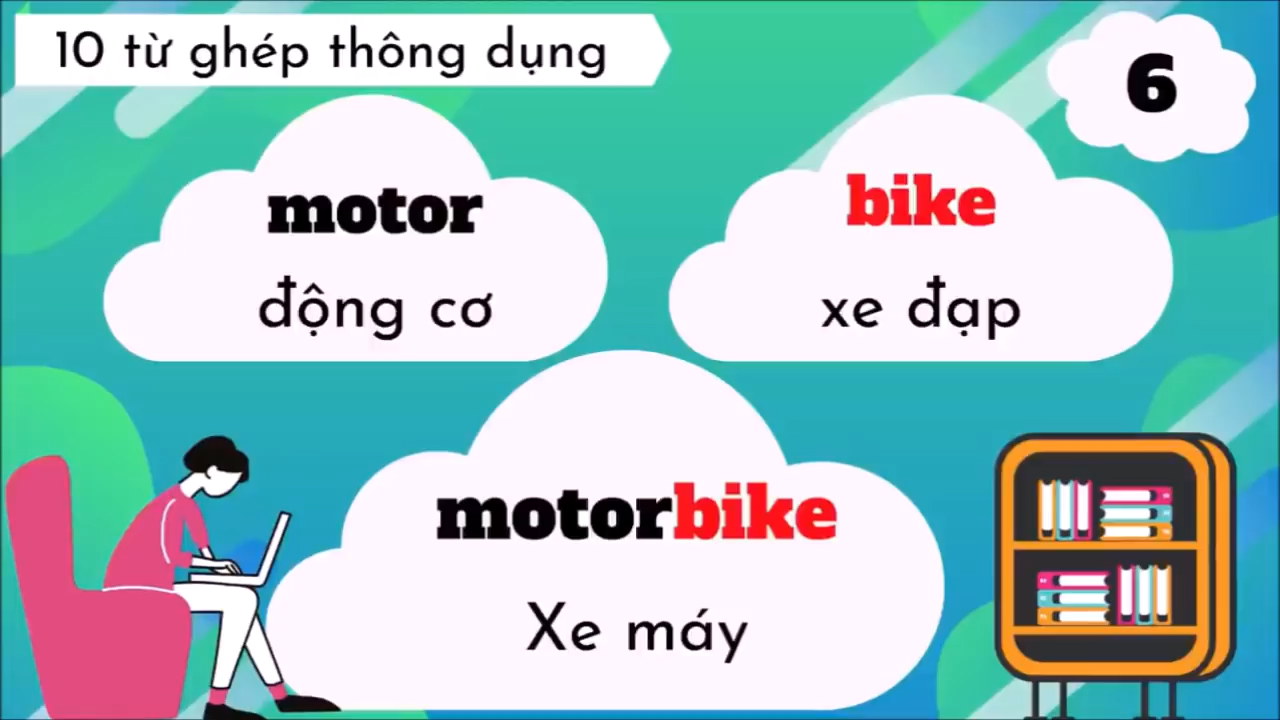 10 từ ghép thông dụng
6
motor
động cơ
bike
xe đạp
motorbike
Xe máy